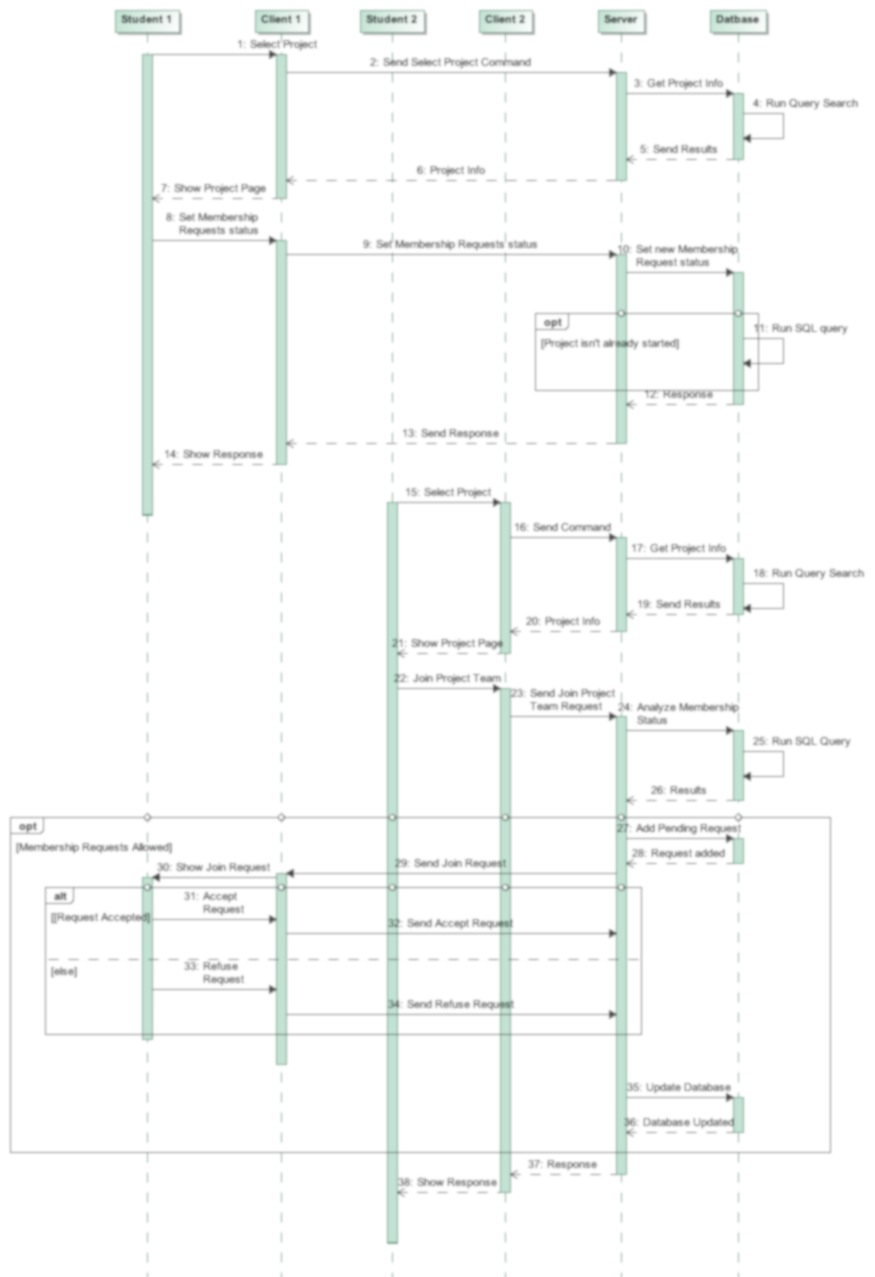 Student 1
Client 1
Student 2
Client 2
Server
Datbase
1: Select Project
2: Send Select Project Command
3: Get Project Info
4: Run Query Search
5: Send Results
6: Project Info
7: Show Project Page
8: Set Membership
Requests status
9: Set Membership Requests status
10: Set new Membership
Request status
opt
[Project isn't already started]
11: Run SQL query
12: Response
13: Send Response
14: Show Response
15: Select Project
16: Send Command
17: Get Project Info
18: Run Query Search
19: Send Results
20: Project Info
21: Show Project Page
22: Join Project Team
23: Send Join Project
Team Request
24: Analyze Membership
Status
25: Run SQL Query
26: Results
opt
[Membership Requests Allowed]
27: Add Pending Request
28: Request added
29: Send Join Request
30: Show Join Request
alt
[[Request Accepted]
31: Accept
Request
32: Send Accept Request
[else]
33: Refuse
Request
34: Send Refuse Request
35: Update Database
36: Database Updated
37: Response
38: Show Response